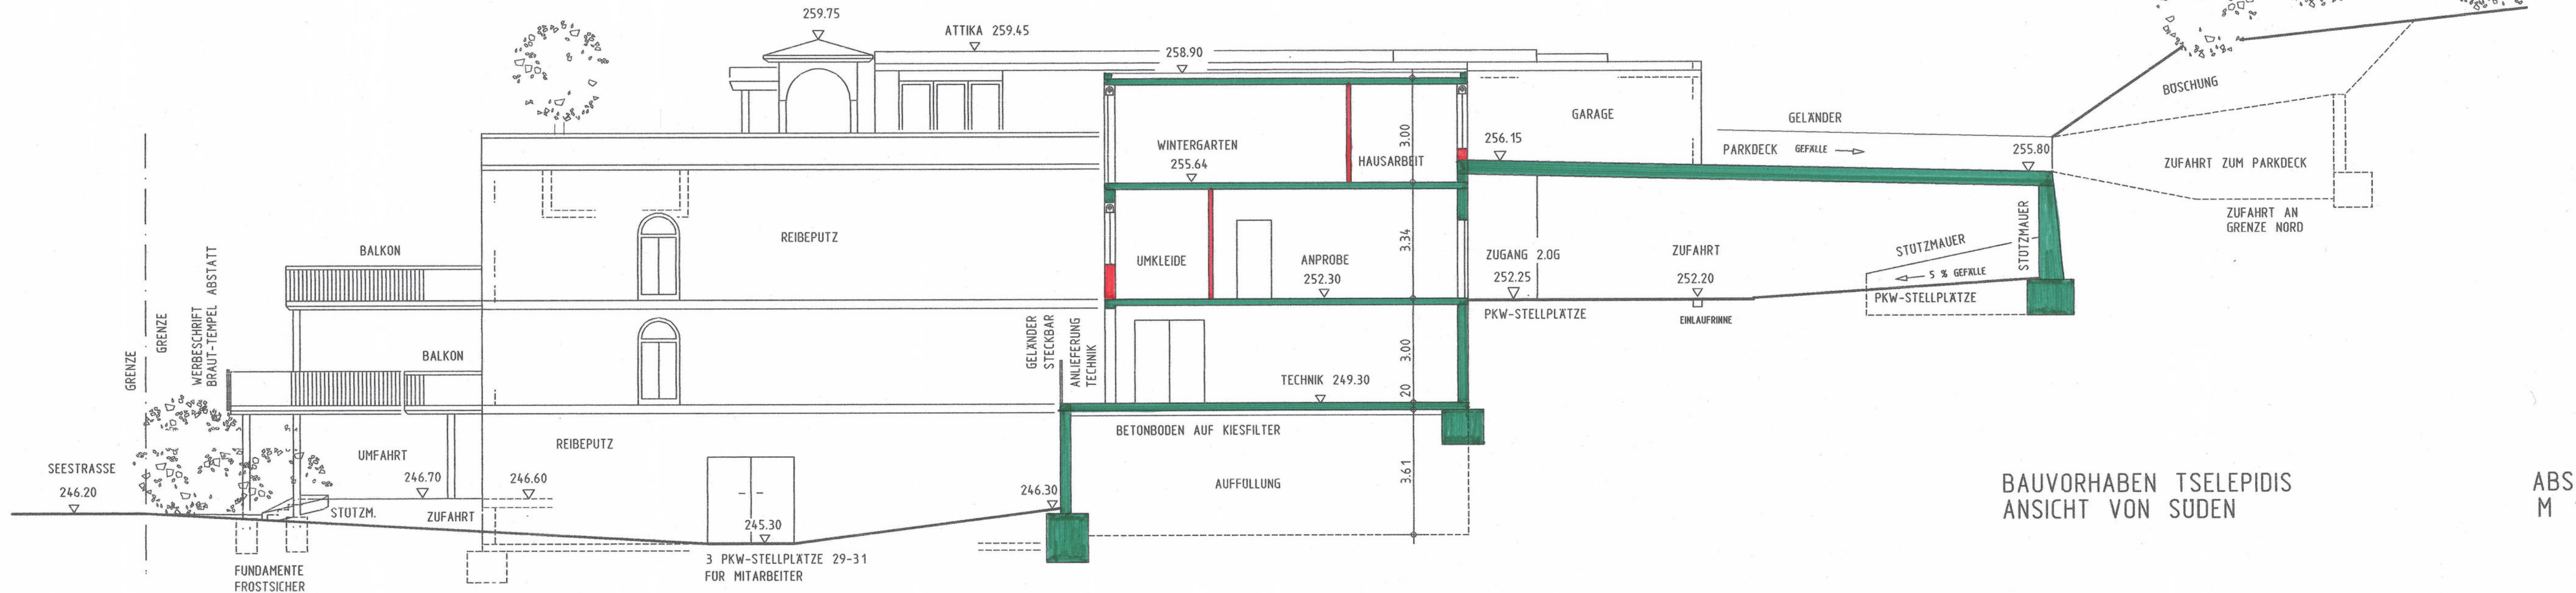 259.75
ATTIKA 259.45
258.90
BÖSCHUNG
GARAGE
GELÄNDER
WINTERGARTEN
255.64
HAUSARBEIT
3.00
256.15
PARKDECK GEFÄLLE
255.80
ZUFAHRT ZUM PARKDECK
ZUFAHRT AN
GRENZE NORD
BALKON
REIBEPUTZ
UMKLEIDE
ANPROBE
252.30
3.34
ZUGANG 2.OG
252.25
ZUFAHRT
252.20
STÜTZMAUER
5 % GEFÄLLE
STÜTZMAUER
PKW-STELLPLÄTZE
PKW-STELLPLÄTZE
EINLAUFRINNE
GRENZE
GRENZE
WERBESCHRIFT
BRAUT-TEMPEL ABSTATT
BALKON
GELÄNDER
STECKBAR
ANLIEFERUNG
TECHNIK
TECHNIK 249.30
3.00
20
BETONBODEN AUF KIESFILTER
REIBEPUTZ
SEESTRASSE
246.20
UMFAHRT
246.70
246.60
STÜTZM.
ZUFAHRT
246.30
AUFFÜLLUNG
3.61
245.30
3 PKW-STELLPLÄTZE 29-31
FÜR MITARBEITER
FUNDAMENTE
FROSTSICHER
BAUVORHABEN TSELEPIDIS
ANSICHT VON SÜDEN
ABS
M